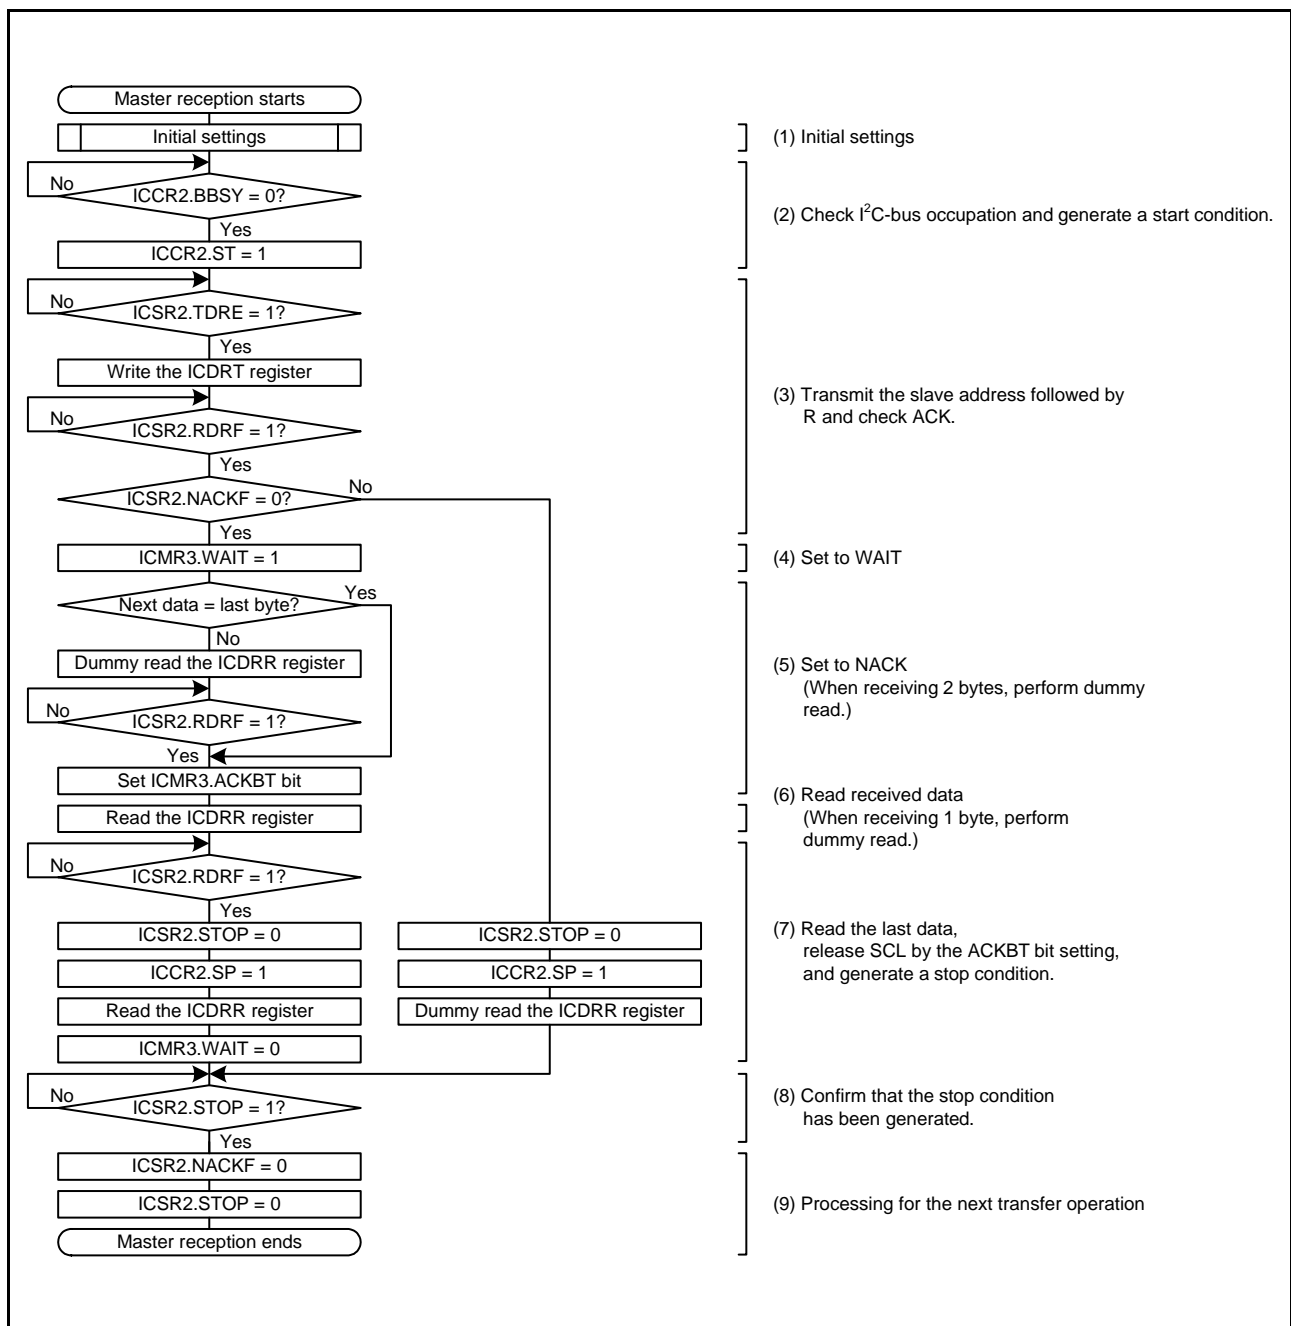 Master reception starts
Initial settings
(1) Initial settings
No
ICCR2.BBSY = 0?
Yes
ICCR2.ST = 1
(2) Check I²C-bus occupation and generate a start condition.
No
ICSR2.TDRE = 1?
Yes
Write the ICDRT register
No
ICSR2.RDRF = 1?
Yes
ICSR2.NACKF = 0?
No
Yes
(3) Transmit the slave address followed by
R and check ACK.
ICMR3.WAIT = 1
(4) Set to WAIT
Next data = last byte?
Yes
No
Dummy read the ICDRR register
No
ICSR2.RDRF = 1?
Yes
Set ICMR3.ACKBT bit
(5) Set to NACK
(When receiving 2 bytes, perform dummy
read.)
Read the ICDRR register
(6) Read received data
(When receiving 1 byte, perform
dummy read.)
No
ICSR2.RDRF = 1?
Yes
ICSR2.STOP = 0
ICCR2.SP = 1
Read the ICDRR register
ICMR3.WAIT = 0
ICSR2.STOP = 0
ICCR2.SP = 1
Dummy read the ICDRR register
(7) Read the last data,
release SCL by the ACKBT bit setting,
and generate a stop condition.
No
ICSR2.STOP = 1?
Yes
(8) Confirm that the stop condition
has been generated.
ICSR2.NACKF = 0
ICSR2.STOP = 0
Master reception ends
(9) Processing for the next transfer operation